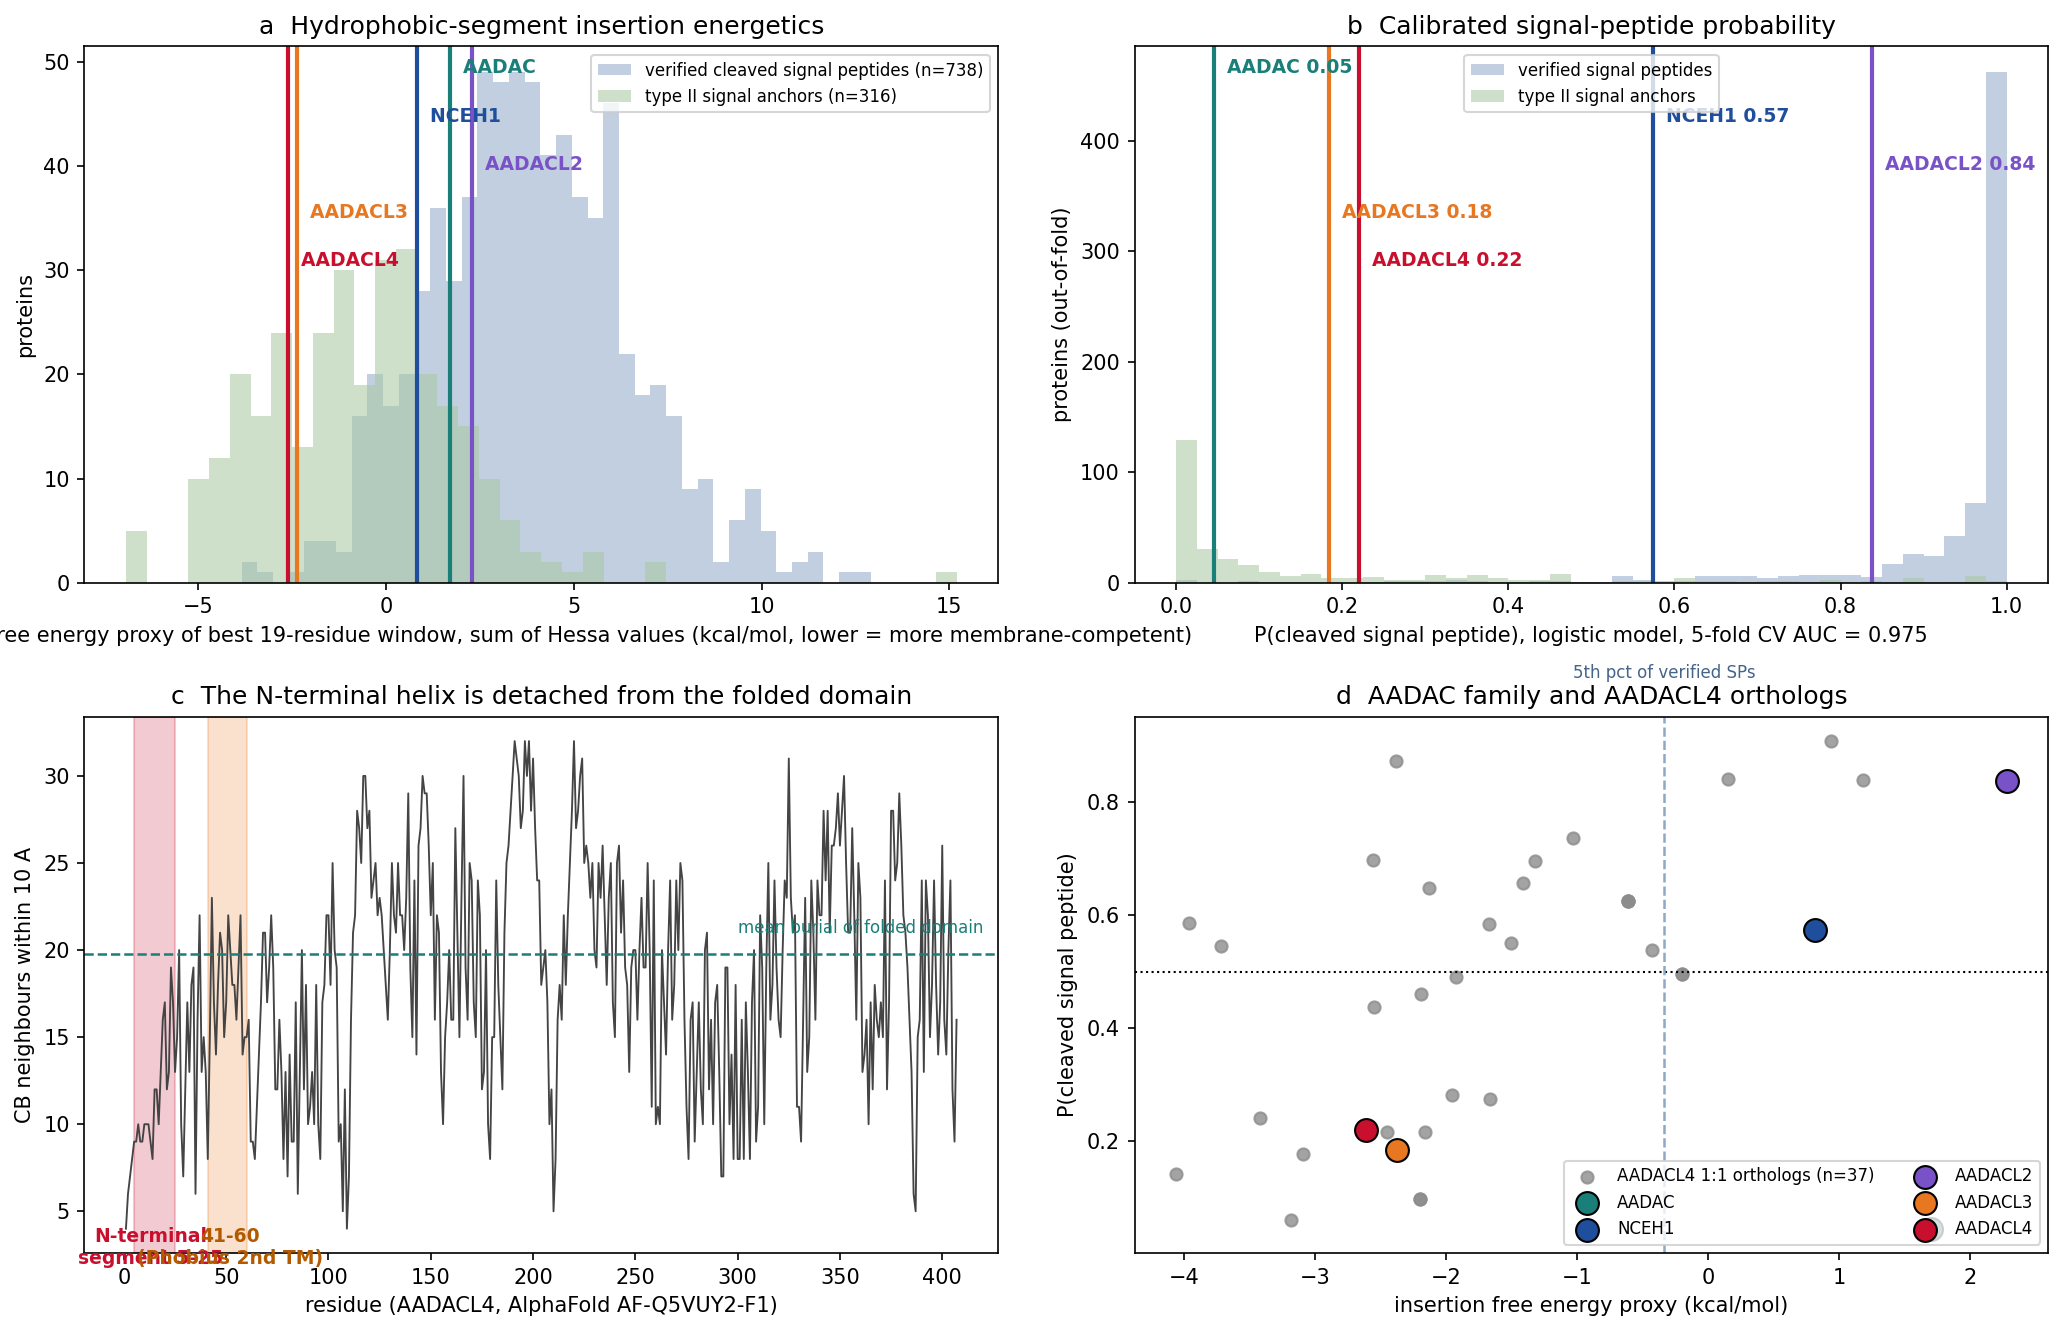 a  Hydrophobic-segment insertion energetics
50
40
30
20
10
0
proteins
AADAC
NCEH1
AADACL2
AADACL3
AADACL4
verified cleaved signal peptides (n=738)
type II signal anchors (n=316)
−5
0
5
10
15
ree energy proxy of best 19-residue window, sum of Hessa values (kcal/mol, lower = more membrane-competent)
b  Calibrated signal-peptide probability
400
300
200
100
0
proteins (out-of-fold)
AADAC 0.05
verified signal peptides
type II signal anchors
NCEH1 0.57
AADACL2 0.84
AADACL3 0.18
AADACL4 0.22
0.0
0.2
0.4
0.6
0.8
1.0
P(cleaved signal peptide), logistic model, 5-fold CV AUC = 0.975
c  The N-terminal helix is detached from the folded domain
30
25
20
15
10
5
CB neighbours within 10 A
mean burial of folded domain
N-terminal
segment 5-25
41-60
(Phobius 2nd TM)
0
50
100
150
200
250
300
350
400
residue (AADACL4, AlphaFold AF-Q5VUY2-F1)
5th pct of verified SPs
d  AADAC family and AADACL4 orthologs
0.8
0.6
0.4
0.2
P(cleaved signal peptide)
AADACL4 1:1 orthologs (n=37)
AADAC
NCEH1
AADACL2
AADACL3
AADACL4
−4
−3
−2
−1
0
1
2
insertion free energy proxy (kcal/mol)